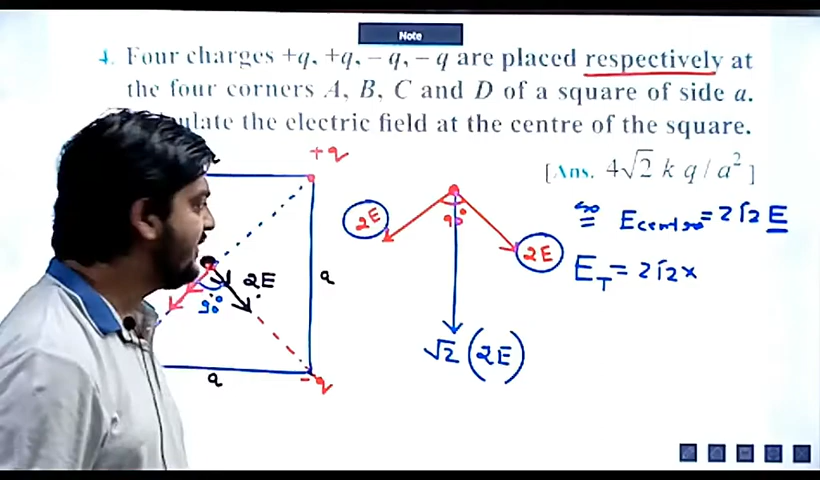 Note
4. Four charges +q, +q, – q, – q are placed respectively at
the four corners A, B, C and D of a square of side a.
ulate the electric field at the centre of the square.
[Ans. 4√2 k q / a²]
+q
2E
90°
2E
√2 (2E)
E centre = 2√2 E
E_T = 2√2 ×
a
2E
90°
a
-q